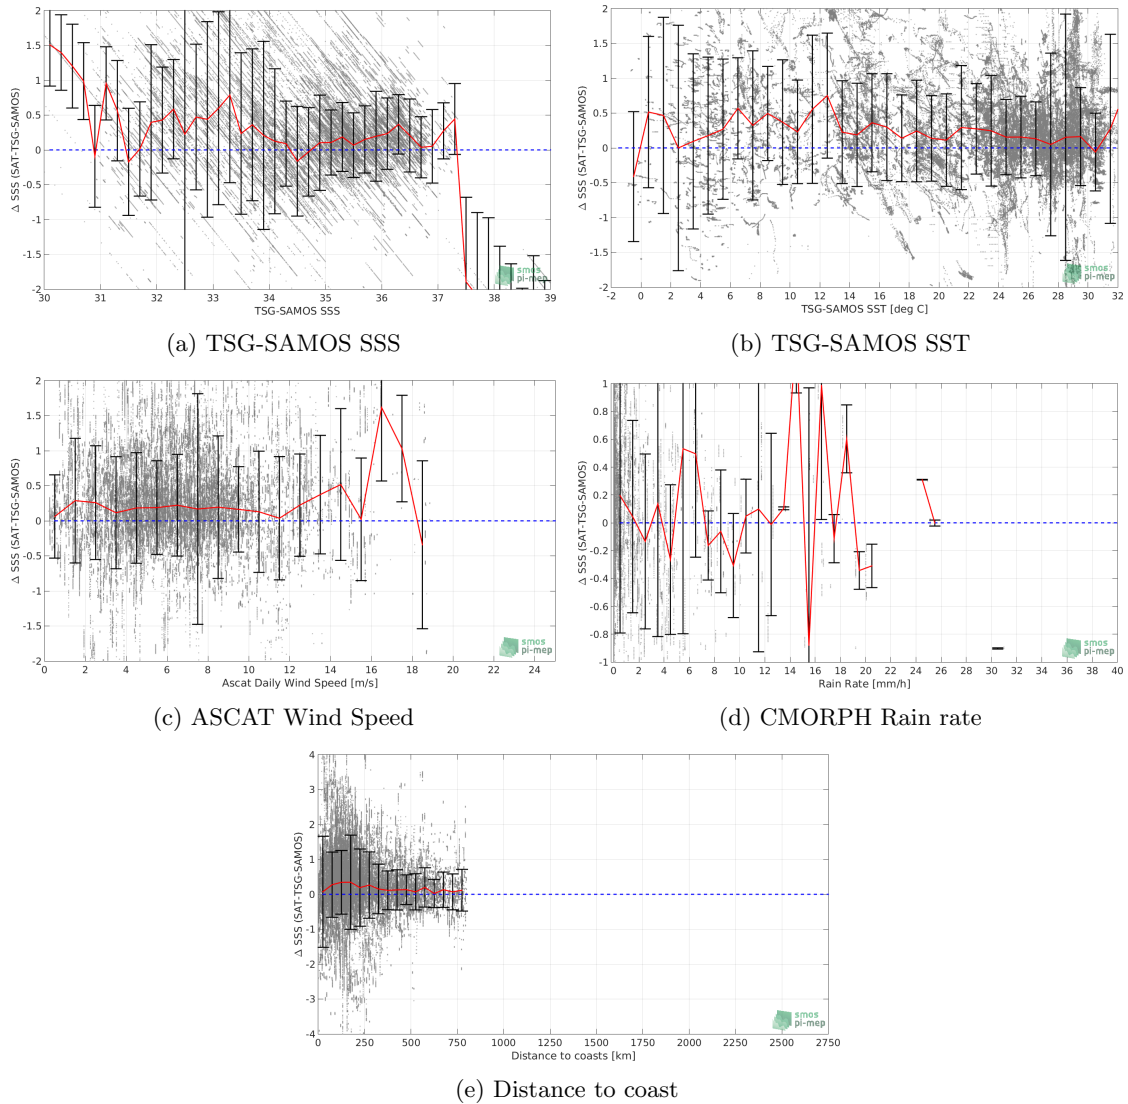 2
1.5
1
0.5
0
-0.5
-1
-1.5
-2
Δ SSS (SAT-TSG-SAMOS)
30 31 32 33 34 35 36 37 38 39
TSG-SAMOS SSS
smos
pi-mep
(a) TSG-SAMOS SSS
2
1.5
1
0.5
0
-0.5
-1
-1.5
-2
Δ SSS (SAT-TSG-SAMOS)
-2 0 2 4 6 8 10 12 14 16 18 20 22 24 26 28 30 32
TSG-SAMOS SST [deg C]
smos
pi-mep
(b) TSG-SAMOS SST
2
1.5
1
0.5
0
-0.5
-1
-1.5
-2
Δ SSS (SAT-TSG-SAMOS)
0 2 4 6 8 10 12 14 16 18 20 22 24
Ascat Daily Wind Speed [m/s]
smos
pi-mep
(c) ASCAT Wind Speed
1
0.8
0.6
0.4
0.2
0
-0.2
-0.4
-0.6
-0.8
-1
Δ SSS (SAT-TSG-SAMOS)
0 2 4 6 8 10 12 14 16 18 20 22 24 26 28 30 32 34 36 38 40
Rain Rate [mm/h]
smos
pi-mep
(d) CMORPH Rain rate
4
3
2
1
0
-1
-2
-3
-4
Δ SSS (SAT-TSG-SAMOS)
0 250 500 750 1000 1250 1500 1750 2000 2250 2500 2750
Distance to coasts [km]
smos
pi-mep
(e) Distance to coast